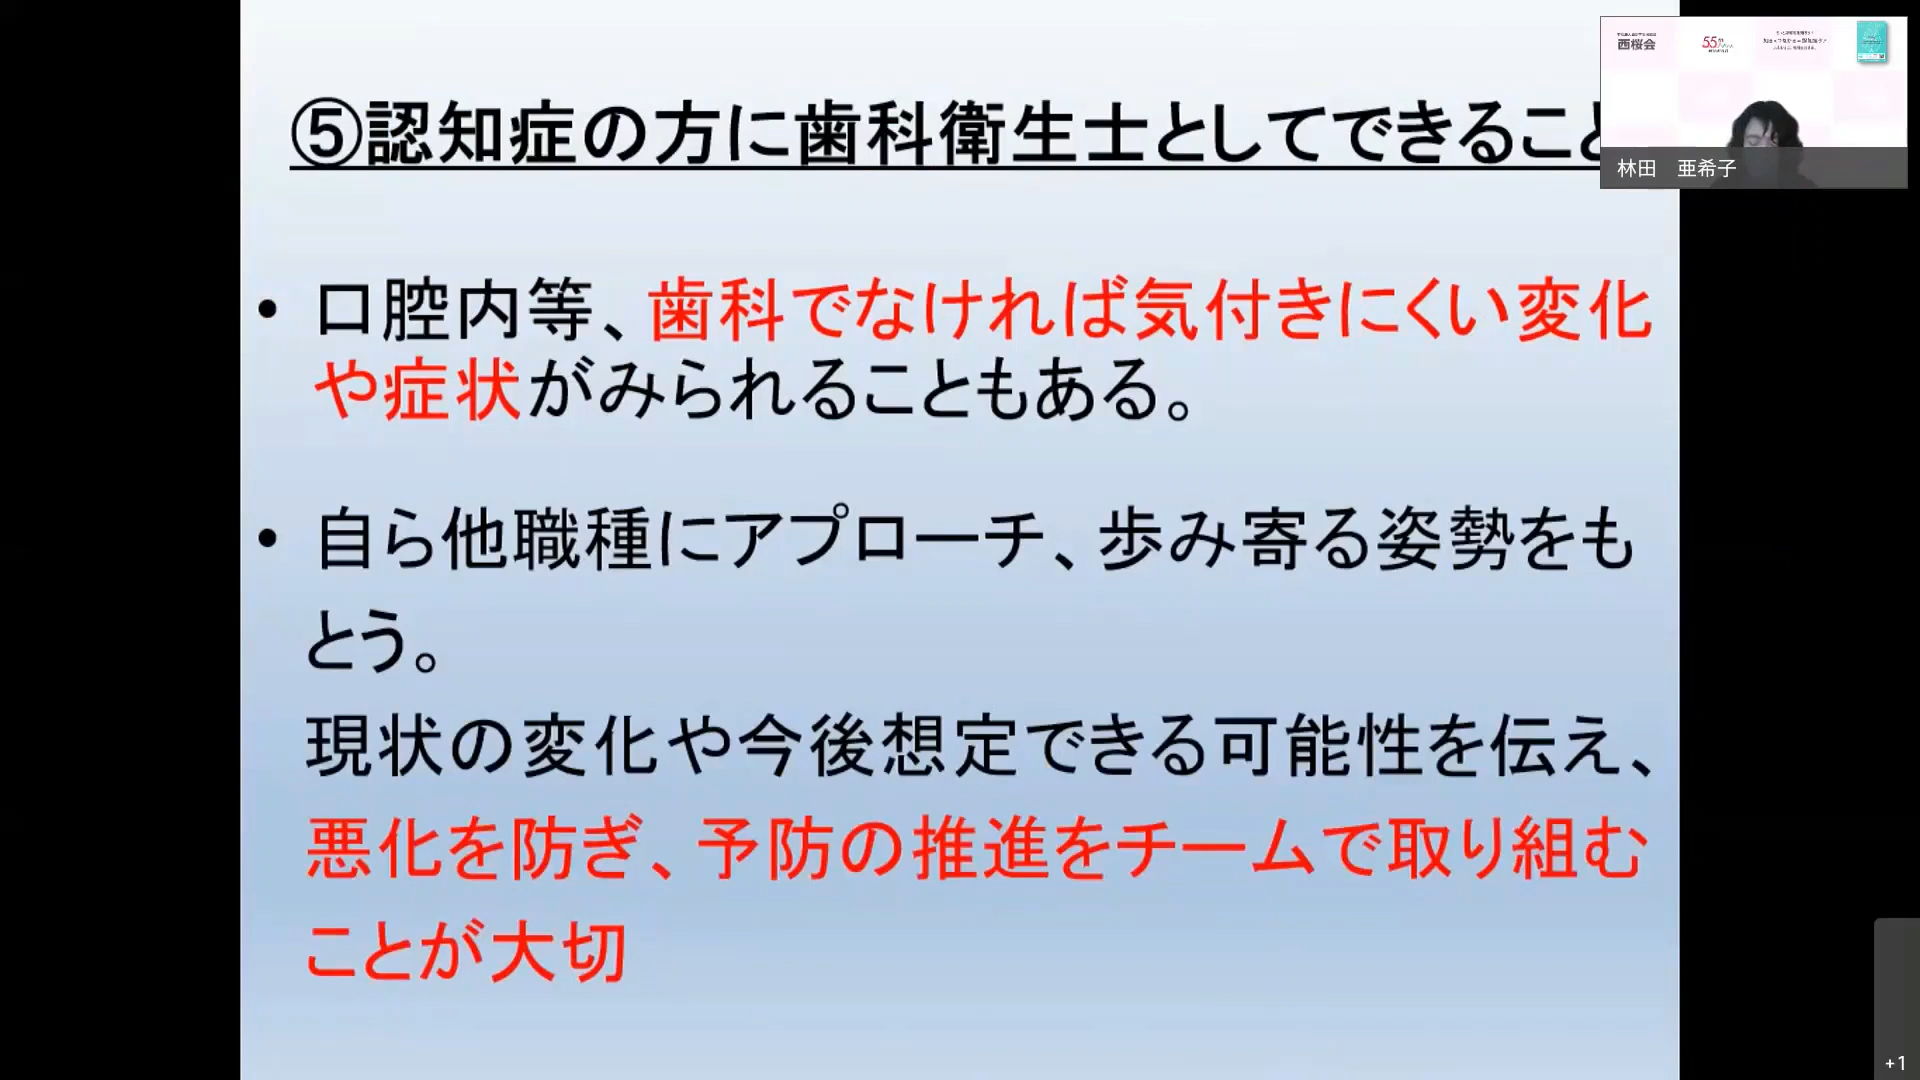 ⑤認知症の方に歯科衛生士としてできること
• 口腔内等、歯科でなければ気付きにくい変化
や症状がみられることもある。
• 自ら他職種にアプローチ、歩み寄る姿勢をも
とう。
現状の変化や今後想定できる可能性を伝え、
悪化を防ぎ、予防の推進をチームで取り組む
ことが大切
西桜会
55th
林田　亜希子
+1